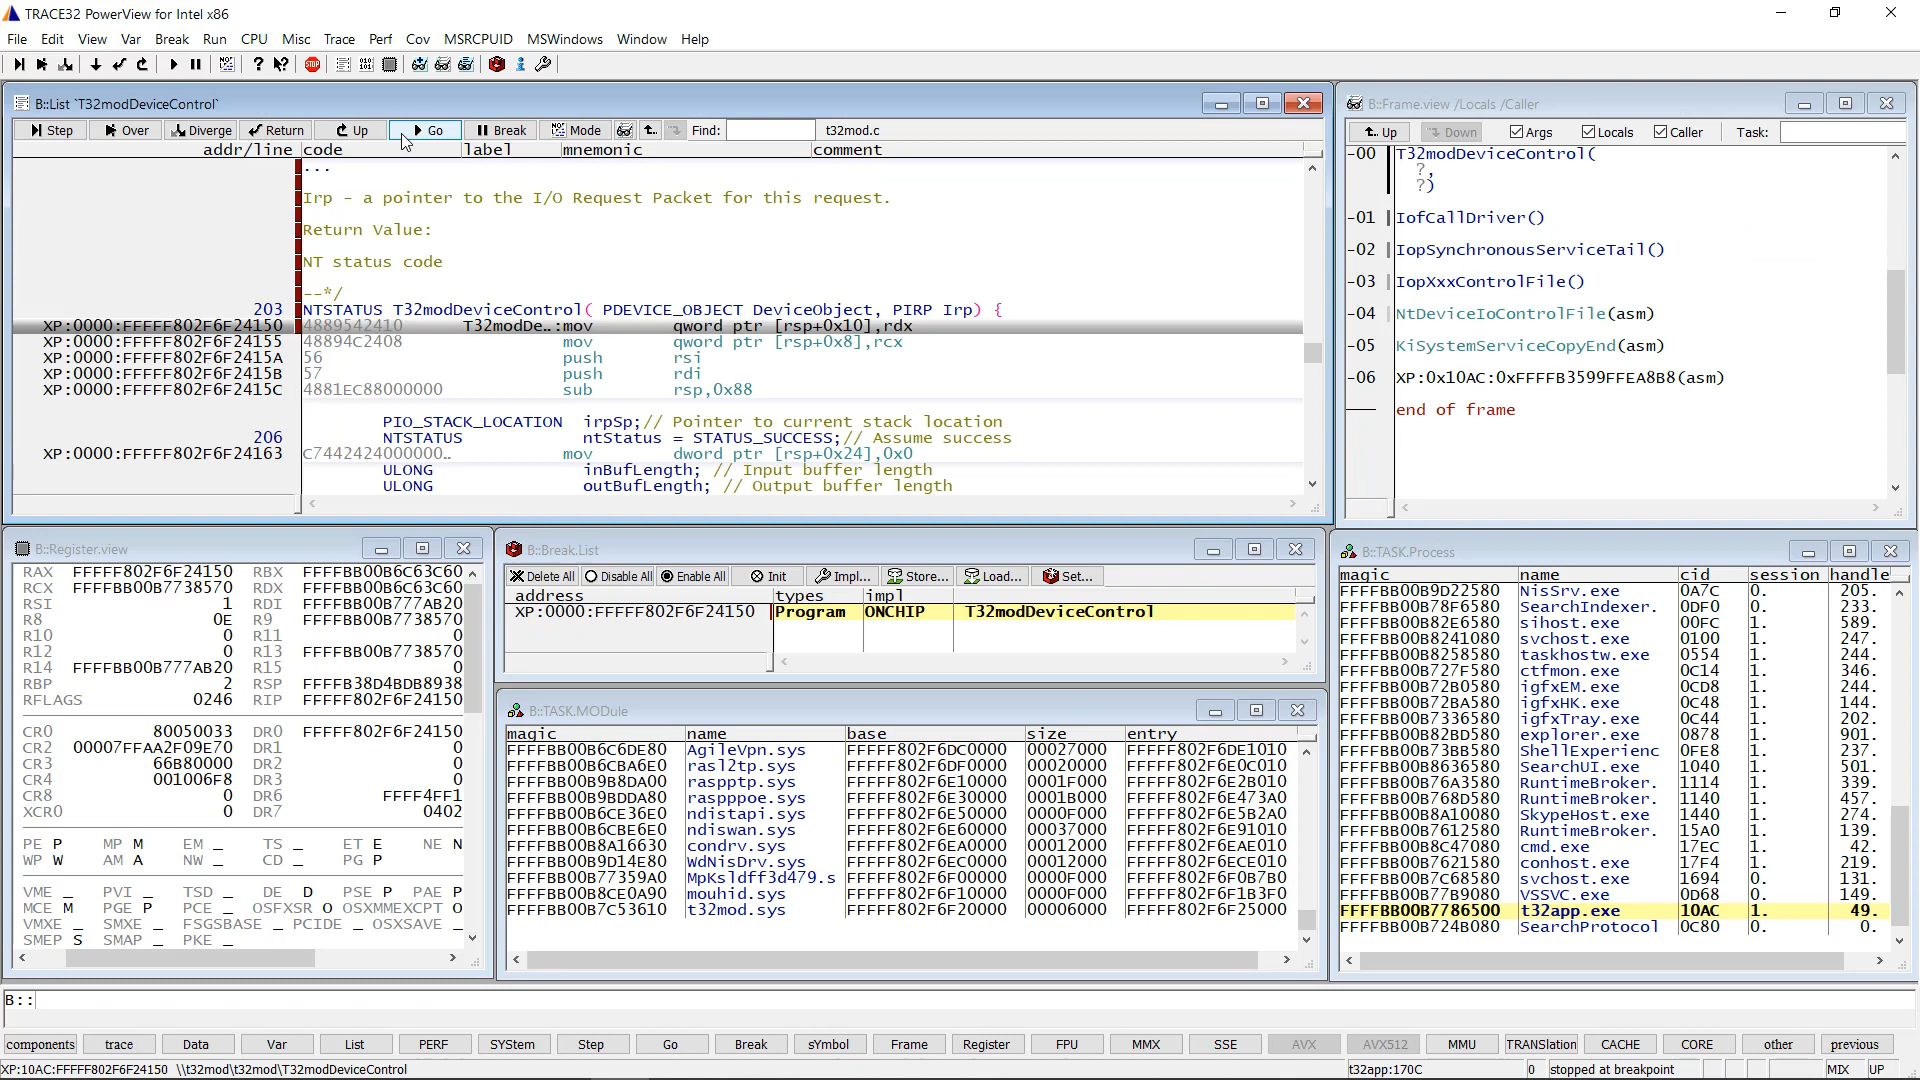 TRACE32 PowerView for Intel x86
File Edit View Var Break Run CPU Misc Trace Perf Cov MSRCPUID MSWindows Window Help
B::List `T32modDeviceControl`
Step Over Diverge Return Up Go Break Mode Find: t32mod.c
addr/line code label mnemonic comment
...
Irp - a pointer to the I/O Request Packet for this request.
Return Value:
NT status code
--*/
203 NTSTATUS T32modDeviceControl( PDEVICE_OBJECT DeviceObject, PIRP Irp) {
XP:0000:FFFFF802F6F24150 4889542410 T32modDe..:mov qword ptr [rsp+0x10],rdx
XP:0000:FFFFF802F6F24155 48894C2408 mov qword ptr [rsp+0x8],rcx
XP:0000:FFFFF802F6F2415A 56 push rsi
XP:0000:FFFFF802F6F2415B 57 push rdi
XP:0000:FFFFF802F6F2415C 4881EC88000000 sub rsp,0x88
PIO_STACK_LOCATION irpSp;// Pointer to current stack location
206 NTSTATUS ntStatus = STATUS_SUCCESS;// Assume success
XP:0000:FFFFF802F6F24163 C7442424000000.. mov dword ptr [rsp+0x24],0x0
ULONG inBufLength; // Input buffer length
ULONG outBufLength; // Output buffer length
B::Frame.view /Locals /Caller
Up Down Args Locals Caller Task:
-00 T32modDeviceControl(
?,
?)
-01 IofCallDriver()
-02 IopSynchronousServiceTail()
-03 IopXxxControlFile()
-04 NtDeviceIoControlFile(asm)
-05 KiSystemServiceCopyEnd(asm)
-06 XP:0x10AC:0xFFFFB3599FFEA8B8(asm)
end of frame
B::Register.view
RAX FFFFF802F6F24150 RBX FFFFBB00B6C63C60
RCX FFFFBB00B7738570 RDX FFFFBB00B6C63C60
RSI 1 RDI FFFFBB00B777AB20
R8 0E R9 FFFFBB00B7738570
R10 0 R11 0
R12 0 R13 FFFFBB00B7738570
R14 FFFFBB00B777AB20 R15 0
RBP 2 RSP FFFFB38D4BDB8938
RFLAGS 0246 RIP FFFFF802F6F24150
CR0 80050033 DR0 FFFFF802F6F24150
CR2 00007FFAA2F09E70 DR1 0
CR3 66B80000 DR2 0
CR4 001006F8 DR3 0
CR8 0 DR6 FFFF4FF1
XCR0 0 DR7 0402
PE P MP M EM _ TS _ ET E NE N
WP W AM A NW _ CD _ PG P
VME _ PVI _ TSD _ DE D PSE P PAE P
MCE M PGE P PCE _ OSFXSR O OSXMMEXCPT O
VMXE _ SMXE _ FSGSBASE _ PCIDE _ OSXSAVE _
SMEP S SMAP _ PKE _
B::Break.List
Delete All Disable All Enable All Init Impl... Store... Load... Set...
address types impl
XP:0000:FFFFF802F6F24150 Program ONCHIP T32modDeviceControl
B::TASK.MODule
magic name base size entry
FFFFBB00B6C6DE80 AgileVpn.sys FFFFF802F6DC0000 00027000 FFFFF802F6DE1010
FFFFBB00B6CBA6E0 rasl2tp.sys FFFFF802F6DF0000 00020000 FFFFF802F6E0C010
FFFFBB00B9B8DA00 raspptp.sys FFFFF802F6E10000 0001F000 FFFFF802F6E2B010
FFFFBB00B9BDDA80 raspppoe.sys FFFFF802F6E30000 0001B000 FFFFF802F6E473A0
FFFFBB00B6CE36E0 ndistapi.sys FFFFF802F6E50000 0000F000 FFFFF802F6E5B2A0
FFFFBB00B6CBE6E0 ndiswan.sys FFFFF802F6E60000 00037000 FFFFF802F6E91010
FFFFBB00B8A16630 condrv.sys FFFFF802F6EA0000 00012000 FFFFF802F6EAE010
FFFFBB00B9D14E80 WdNisDrv.sys FFFFF802F6EC0000 00012000 FFFFF802F6ECE010
FFFFBB00B77359A0 MpKsldff3d479.s FFFFF802F6F00000 0000F000 FFFFF802F6F0B7B0
FFFFBB00B8CE0A90 mouhid.sys FFFFF802F6F10000 0000F000 FFFFF802F6F1B3F0
FFFFBB00B7C53610 t32mod.sys FFFFF802F6F20000 00006000 FFFFF802F6F25000
B::TASK.Process
magic name cid session handle
FFFFBB00B9D22580 NisSrv.exe 0A7C 0. 205.
FFFFBB00B78F6580 SearchIndexer. 0DF0 0. 233.
FFFFBB00B82E6580 sihost.exe 00FC 1. 589.
FFFFBB00B8241080 svchost.exe 0100 1. 247.
FFFFBB00B8258580 taskhostw.exe 0554 1. 244.
FFFFBB00B727F580 ctfmon.exe 0C14 1. 346.
FFFFBB00B72B0580 igfxEM.exe 0CD8 1. 244.
FFFFBB00B72BA580 igfxHK.exe 0C48 1. 144.
FFFFBB00B7336580 igfxTray.exe 0C44 1. 202.
FFFFBB00B82BD580 explorer.exe 0878 1. 901.
FFFFBB00B73BB580 ShellExperienc 0FE8 1. 237.
FFFFBB00B8636580 SearchUI.exe 1040 1. 501.
FFFFBB00B76A3580 RuntimeBroker. 1114 1. 339.
FFFFBB00B768D580 RuntimeBroker. 1140 1. 457.
FFFFBB00B8A10080 SkypeHost.exe 1440 1. 274.
FFFFBB00B7612580 RuntimeBroker. 15A0 1. 139.
FFFFBB00B8C47080 cmd.exe 17EC 1. 42.
FFFFBB00B7621580 conhost.exe 17F4 1. 219.
FFFFBB00B7C68580 svchost.exe 1694 0. 131.
FFFFBB00B77B9080 VSSVC.exe 0D68 0. 149.
FFFFBB00B7786500 t32app.exe 10AC 1. 49.
FFFFBB00B724B080 SearchProtocol 0C80 0. 0.
B::
components trace Data Var List PERF SYStem Step Go Break sYmbol Frame Register FPU MMX SSE AVX AVX512 MMU TRANSlation CACHE CORE other previous
XP:10AC:FFFFF802F6F24150 \\t32mod\t32mod\T32modDeviceControl t32app:170C 0 stopped at breakpoint MIX UP